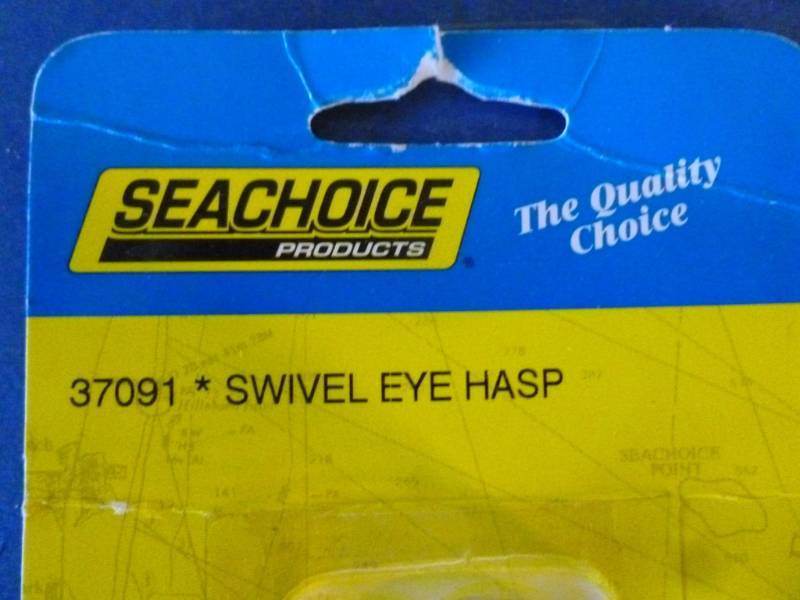 SEACHOICE
PRODUCTS
The Quality
Choice
37091 * SWIVEL EYE HASP
SEACHOICE
POINT